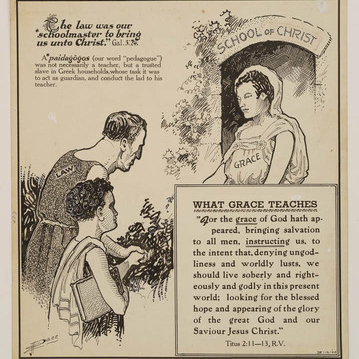 The law was our
"schoolmaster to bring
us unto Christ." Gal. 3:24.
A paidagōgos (our word "pedagogue")
was not necessarily a teacher, but a trusted
slave in Greek households, whose task it was
to act as guardian, and conduct the lad to his
teacher.
SCHOOL OF CHRIST
GRACE
LAW
WHAT GRACE TEACHES
"For the grace of God hath ap-
peared, bringing salvation
to all men, instructing us, to
the intent that, denying ungod-
liness and worldly lusts, we
should live soberly and right-
eously and godly in this present
world; looking for the blessed
hope and appearing of the glory
of the great God and our
Saviour Jesus Christ."
Titus 2:11—13, R.V.
PACE